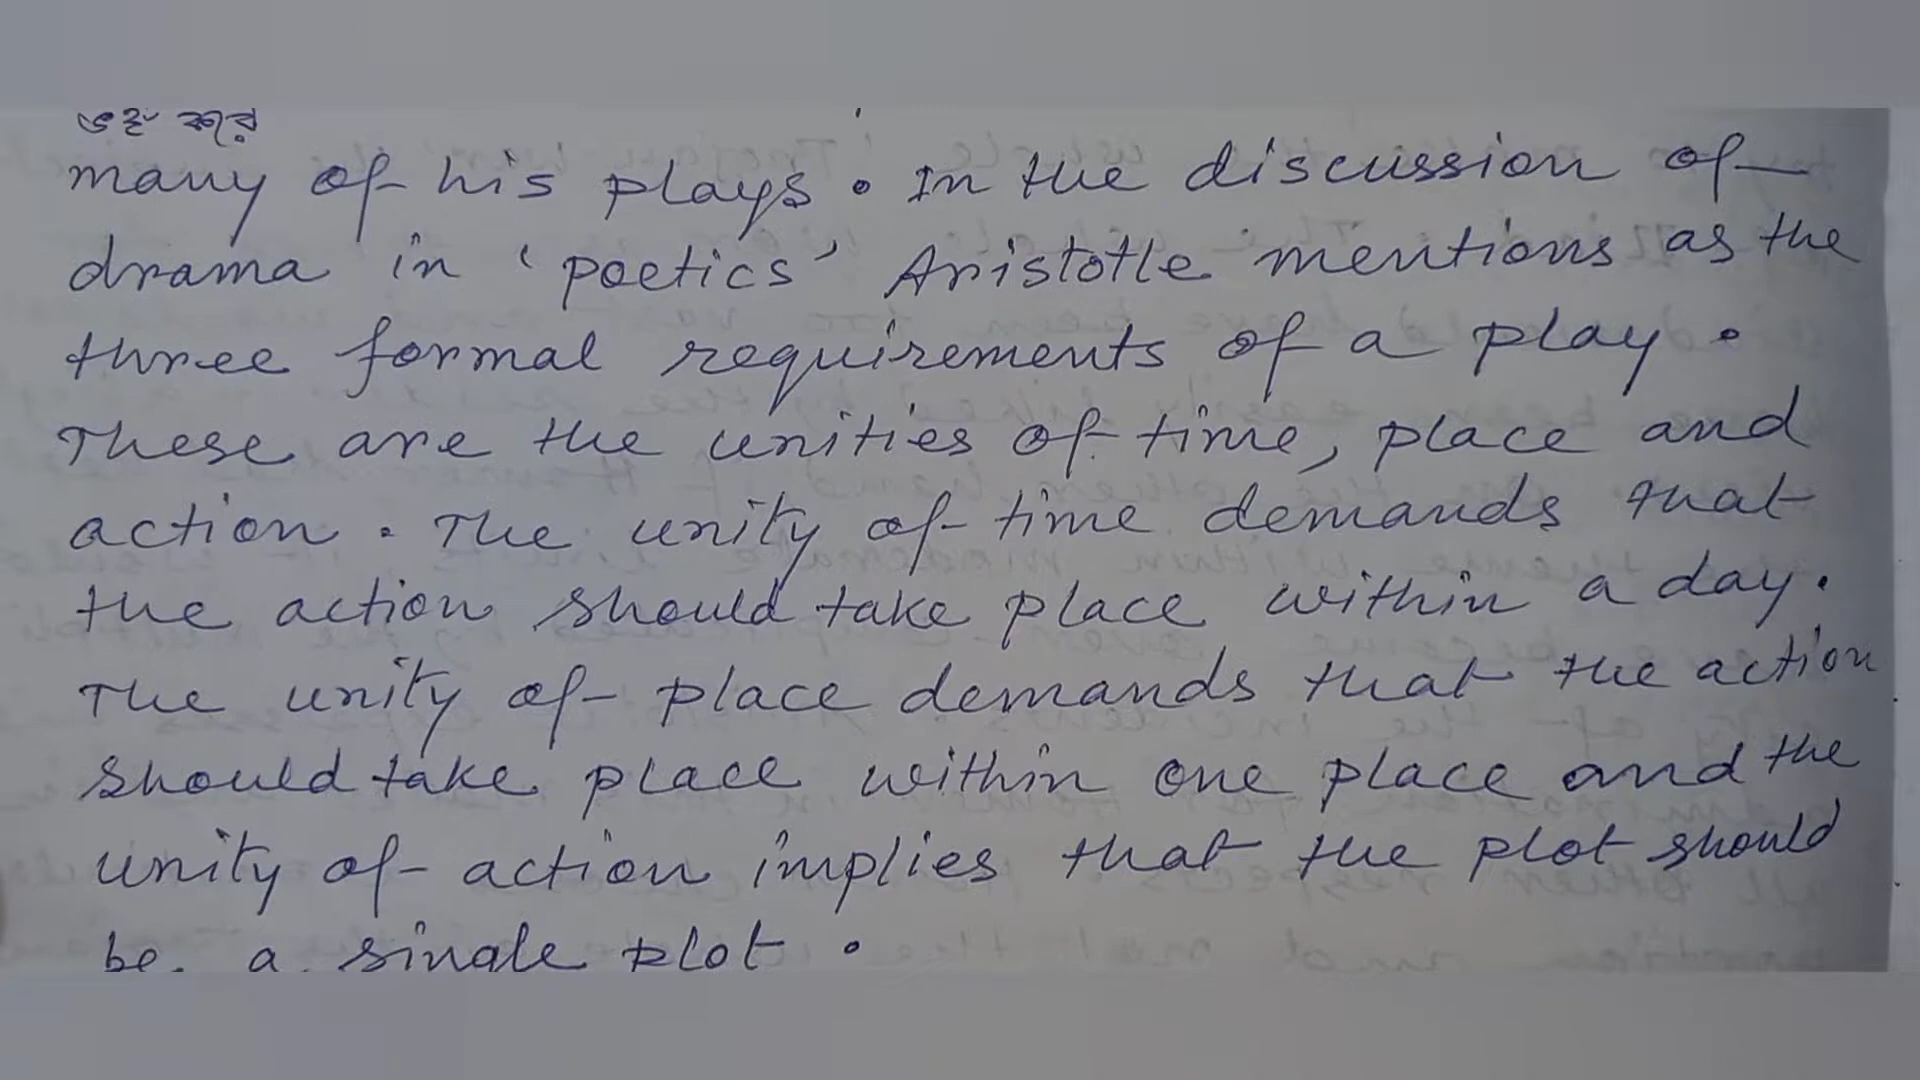 ভঙ্গ করে
many of his plays. In the discussion of
drama in 'poetics' Aristotle mentions as the
three formal requirements of a play.
These are the unities of time, place and
action. The unity of time demands that
the action should take place within a day.
The unity of place demands that the action
should take place within one place and the
unity of action implies that the plot should
be a single plot.